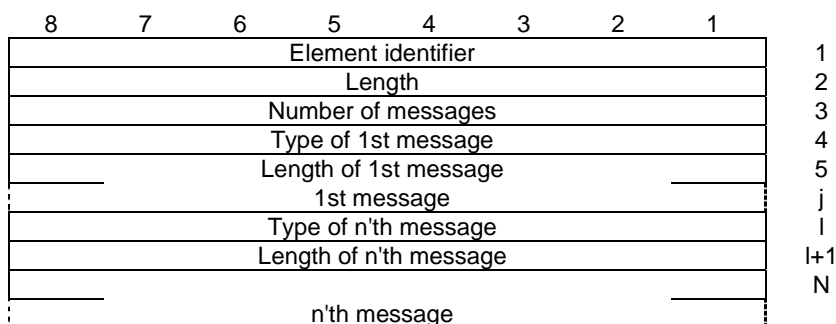 8 7 6 5 4 3 2 1
Element identifier 1
Length 2
Number of messages 3
Type of 1st message 4
Length of 1st message 5
1st message j
Type of n'th message l
Length of n'th message l+1
N
n'th message